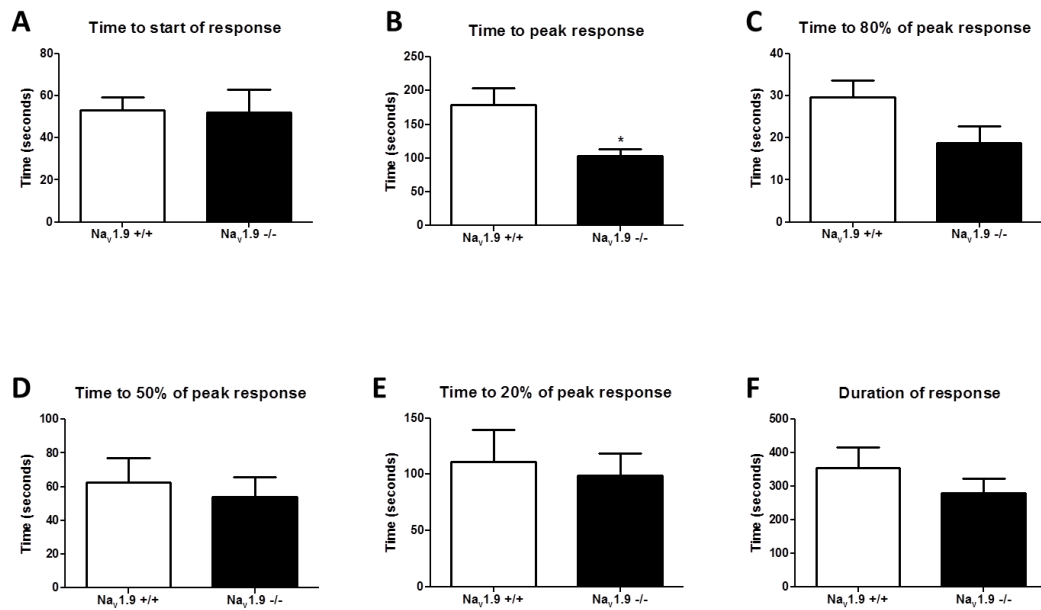 A
Time to start of response
Time (seconds)
80
60
40
20
0
Naᵥ1.9 +/+
Naᵥ1.9 -/-
B
Time to peak response
Time (seconds)
250
200
150
100
50
0
*
Naᵥ1.9 +/+
Naᵥ1.9 -/-
C
Time to 80% of peak response
Time (seconds)
40
30
20
10
0
Naᵥ1.9 +/+
Naᵥ1.9 -/-
D
Time to 50% of peak response
Time (seconds)
100
80
60
40
20
0
Naᵥ1.9 +/+
Naᵥ1.9 -/-
E
Time to 20% of peak response
Time (seconds)
150
100
50
0
Naᵥ1.9 +/+
Naᵥ1.9 -/-
F
Duration of response
Time (seconds)
500
400
300
200
100
0
Naᵥ1.9 +/+
Naᵥ1.9 -/-